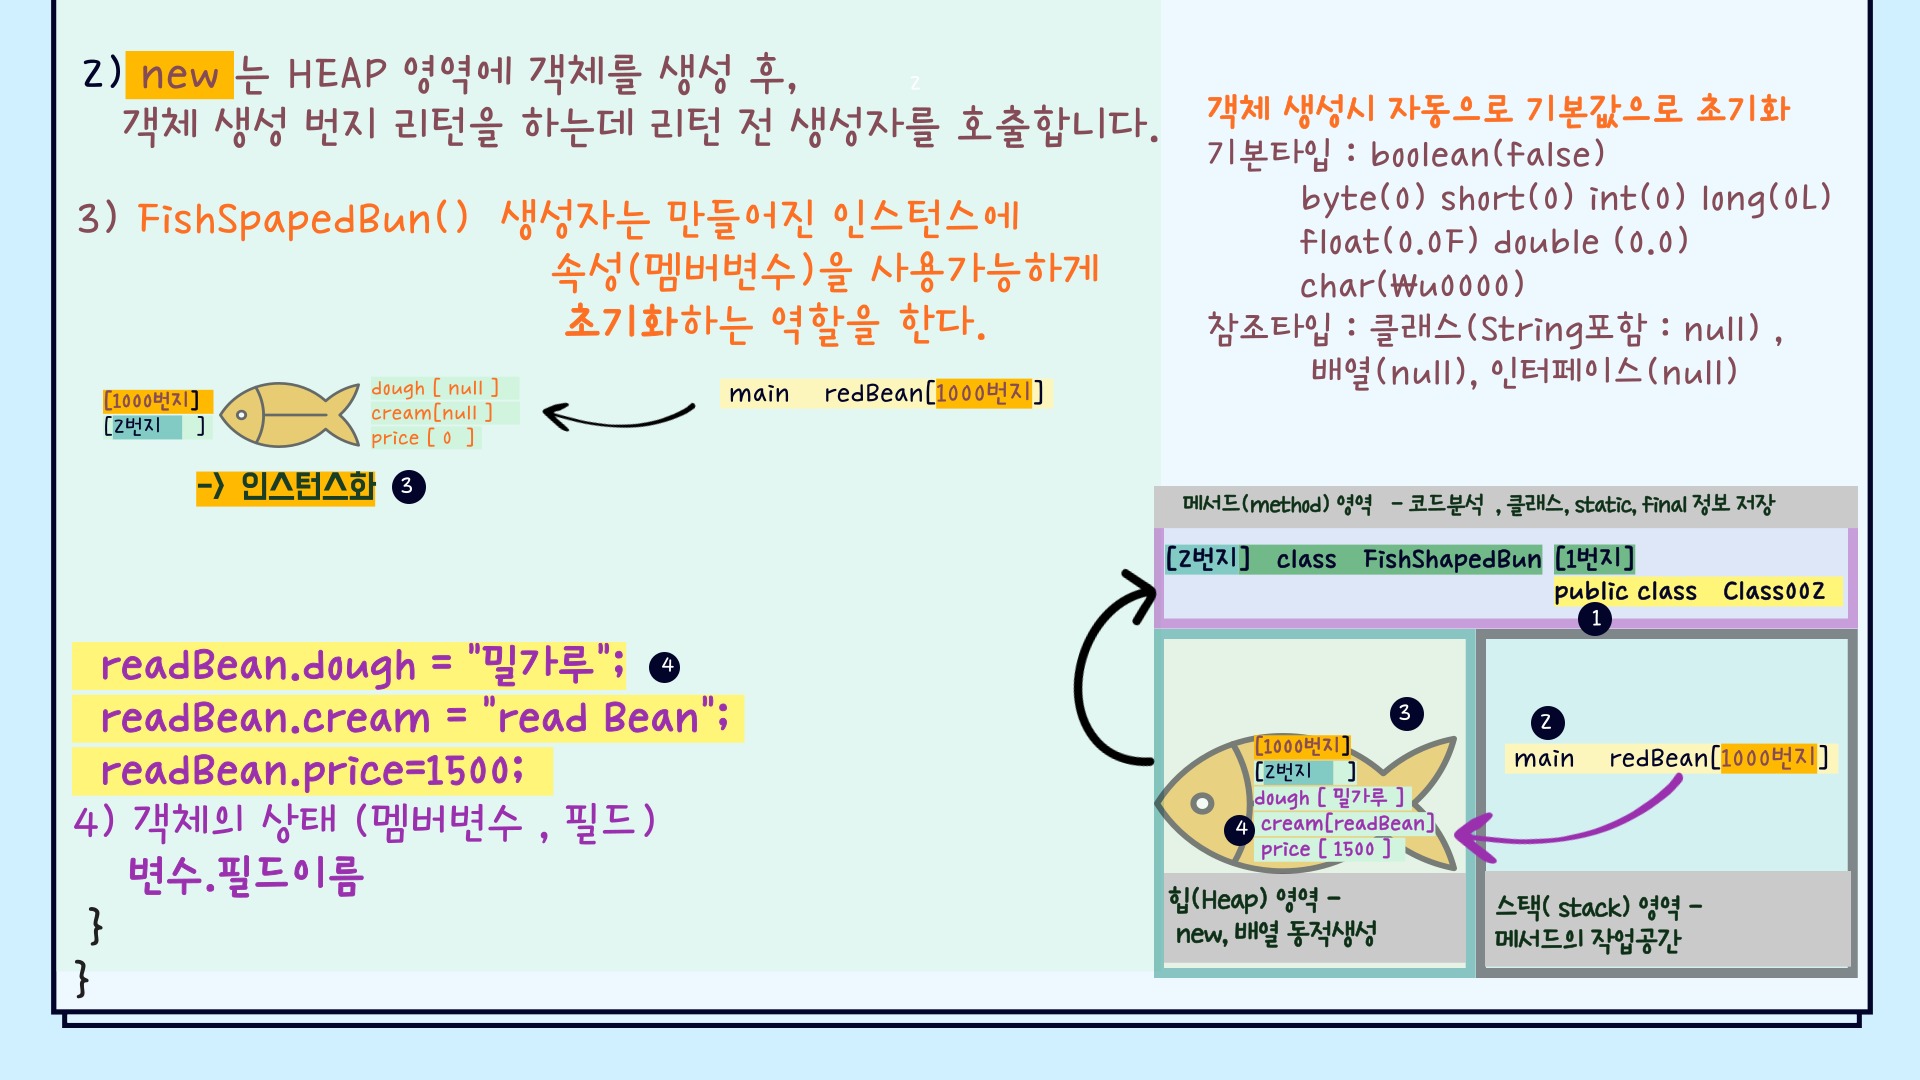 2) new 는 HEAP 영역에 객체를 생성 후,
객체 생성 번지 리턴을 하는데 리턴 전 생성자를 호출합니다.
2
3) FishSpapedBun() 생성자는 만들어진 인스턴스에
속성(멤버변수)을 사용가능하게
초기화하는 역할을 한다.
[1000번지]
[2번지 ]
dough [ null ]
cream[null ]
price [ 0 ]
main redBean[1000번지]
-> 인스턴스화 3
readBean.dough = "밀가루"; 4
readBean.cream = "read Bean";
readBean.price=1500;
4) 객체의 상태 (멤버변수 , 필드)
변수.필드이름
}
}
객체 생성시 자동으로 기본값으로 초기화
기본타입 : boolean(false)
byte(0) short(0) int(0) long(0L)
float(0.0F) double (0.0)
char(₩u0000)
참조타입 : 클래스(String포함 : null) ,
배열(null), 인터페이스(null)
메서드(method) 영역 - 코드분석 , 클래스, static, final 정보 저장
[2번지] class FishShapedBun
[1번지]
public class Class002
1
3
[1000번지]
[2번지 ]
dough [ 밀가루 ]
4 cream[readBean]
price [ 1500 ]
힙(Heap) 영역 -
new, 배열 동적생성
2
main redBean[1000번지]
스택( stack) 영역 -
메서드의 작업공간